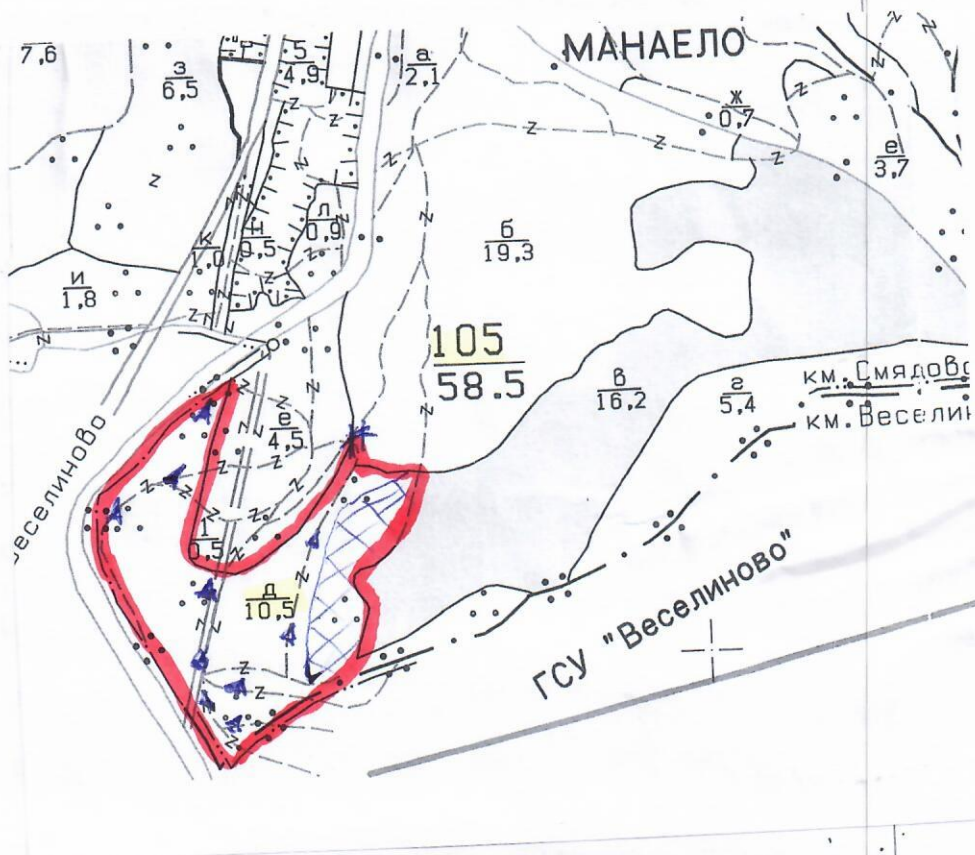 МАНАЕЛО
7,6
з
6,5
5
4,9
а
2,1
ж
0,7
е
3,7
л
0,9
н
9,5
к
1,0
и
1,8
б
19,3
105
58.5
в
16,2
г
5,4
км. Смядово
км. Веселин
е
4,5
1
0,5
д
10,5
Веселиново
ГСУ "Веселиново"